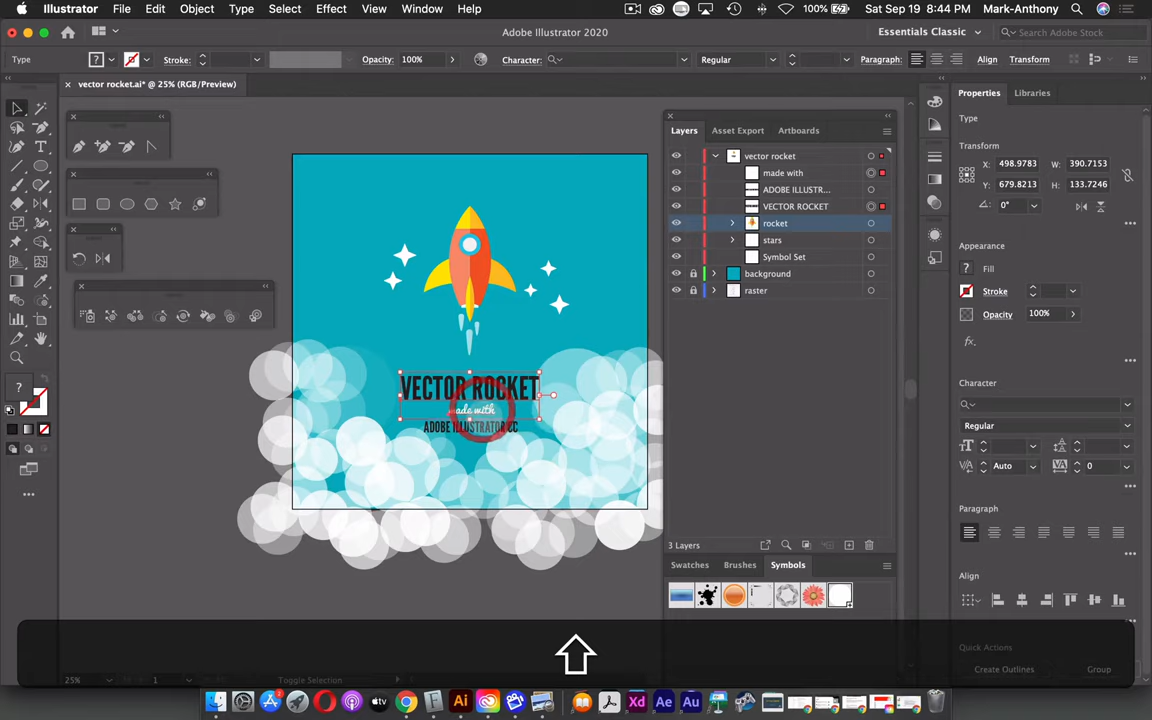 Illustrator File Edit Object Type Select Effect View Window Help 100% Sat Sep 19 8:44 PM Mark-Anthony
Adobe Illustrator 2020 Essentials Classic Search Adobe Stock
Type ? Stroke: Opacity: 100% Character: Regular Paragraph: Align Transform
vector rocket.ai* @ 25% (RGB/Preview)
Properties Libraries
Layers Asset Export Artboards
Type
vector rocket
Transform
made with
X: 498.9783 W: 390.7153
ADOBE ILLUSTR...
Y: 679.8213 H: 133.7246
VECTOR ROCKET
0°
rocket
stars
Appearance
Symbol Set
? Fill
background
Stroke
raster
Opacity 100%
fx.
VECTOR ROCKET
made with
ADOBE ILLUSTRATOR CC
Character
Regular
Auto 0
Paragraph
3 Layers
Swatches Brushes Symbols
Align
Quick Actions
Create Outlines Group
25% 1 Toggle Selection